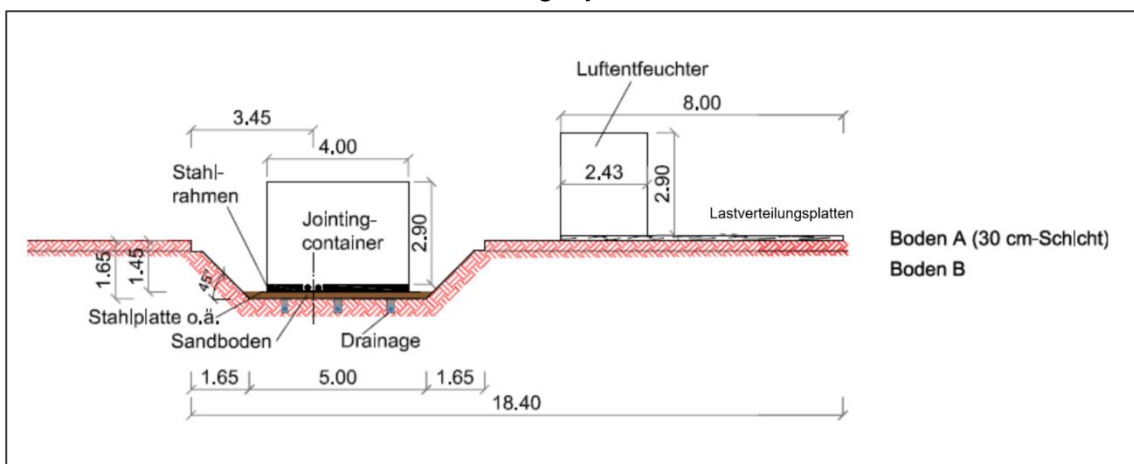 Luftentfeuchter
8.00
3.45
4.00
Stahl-
rahmen
2.43
2.90
Jointing-
container
2.90
Lastverteilungsplatten
1.65
1.45
45°
Boden A (30 cm-Schicht)
Boden B
Stahlplatte o.ä.
Sandboden
Drainage
1.65
5.00
1.65
18.40